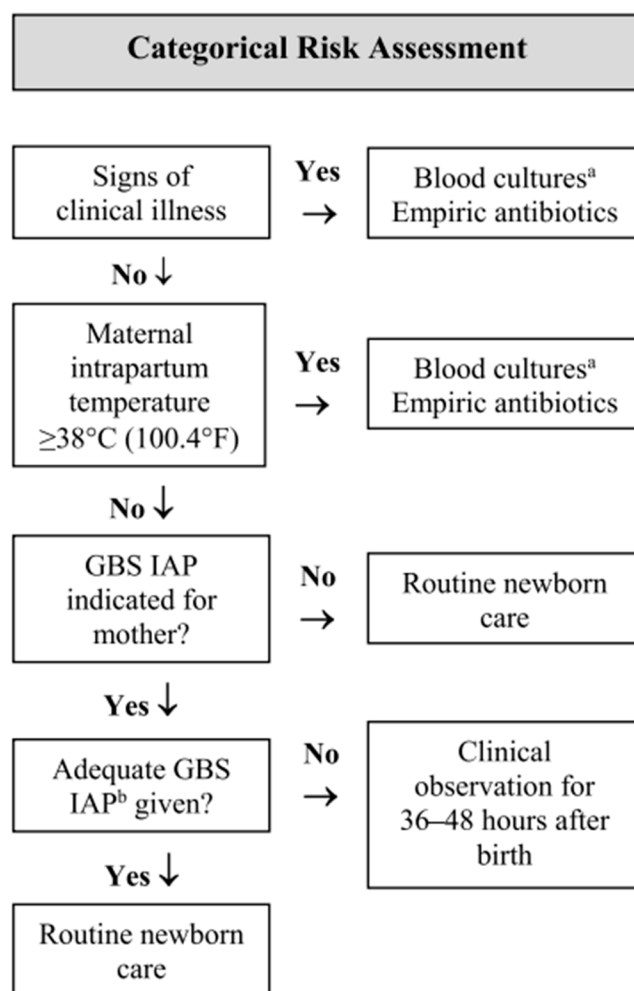 Categorical Risk Assessment
Signs of
clinical illness
Yes
→
Blood culturesᵃ
Empiric antibiotics
No ↓
Maternal
intrapartum
temperature
≥38°C (100.4°F)
Yes
→
Blood culturesᵃ
Empiric antibiotics
No ↓
GBS IAP
indicated for
mother?
No
→
Routine newborn
care
Yes ↓
Adequate GBS
IAPᵇ given?
No
→
Clinical
observation for
36–48 hours after
birth
Yes ↓
Routine newborn
care